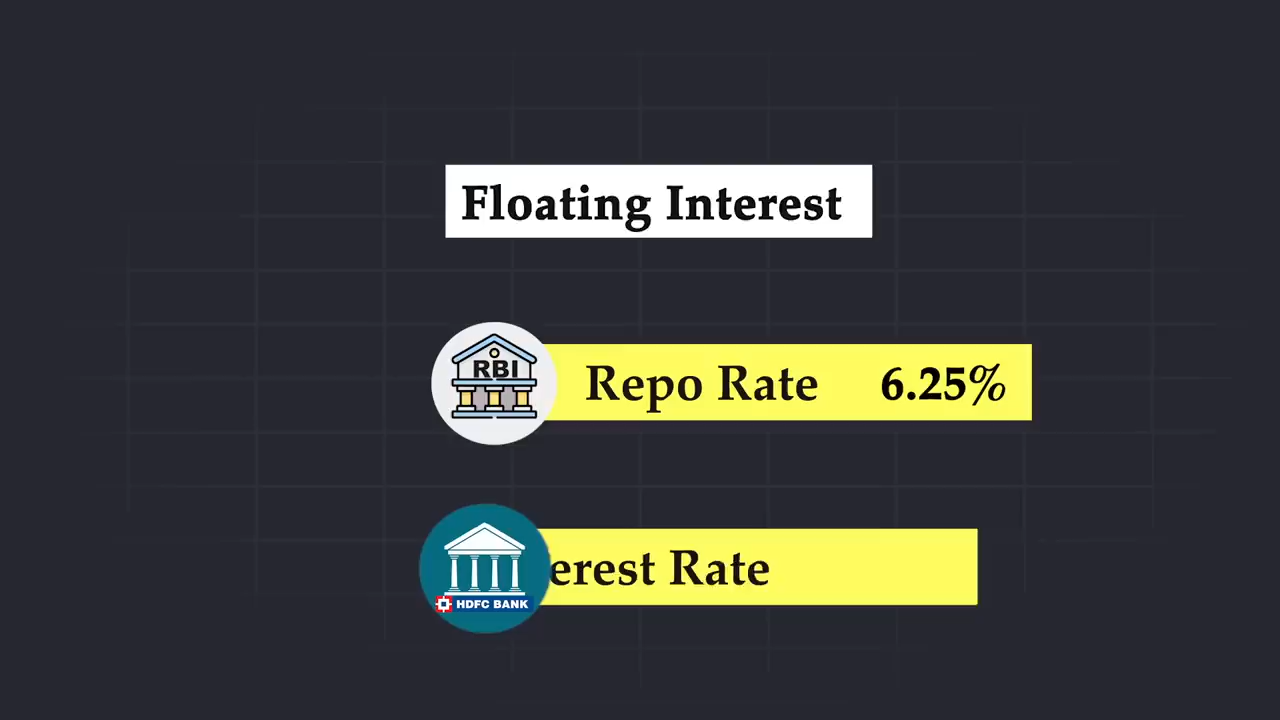 Floating Interest
RBI
Repo Rate 6.25%
erest Rate
HDFC BANK